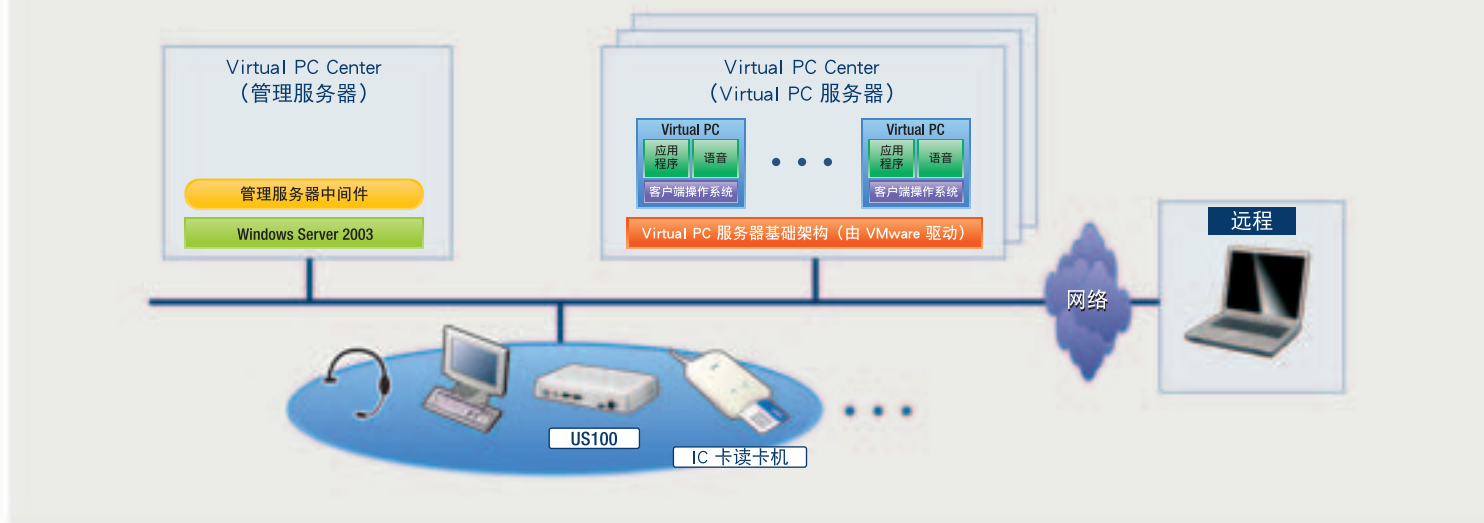 Virtual PC Center
（管理服务器）
管理服务器中间件
Windows Server 2003
Virtual PC Center
（Virtual PC 服务器）
Virtual PC
应用
程序
语音
客户端操作系统
Virtual PC
应用
程序
语音
客户端操作系统
Virtual PC 服务器基础架构（由 VMware 驱动）
网络
远程
US100
IC 卡读卡机